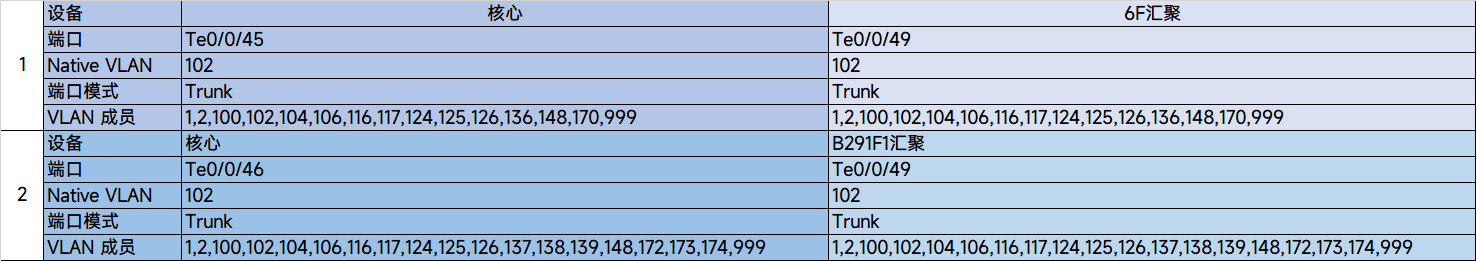 设备 核心 6F汇聚
端口 Te0/0/45 Te0/0/49
1 Native VLAN 102 102
端口模式 Trunk Trunk
VLAN 成员 1,2,100,102,104,106,116,117,124,125,126,136,148,170,999 1,2,100,102,104,106,116,117,124,125,126,136,148,170,999
设备 核心 B291F1汇聚
端口 Te0/0/46 Te0/0/49
2 Native VLAN 102 102
端口模式 Trunk Trunk
VLAN 成员 1,2,100,102,104,106,116,117,124,125,126,137,138,139,148,172,173,174,999 1,2,100,102,104,106,116,117,124,125,126,137,138,139,148,172,173,174,999